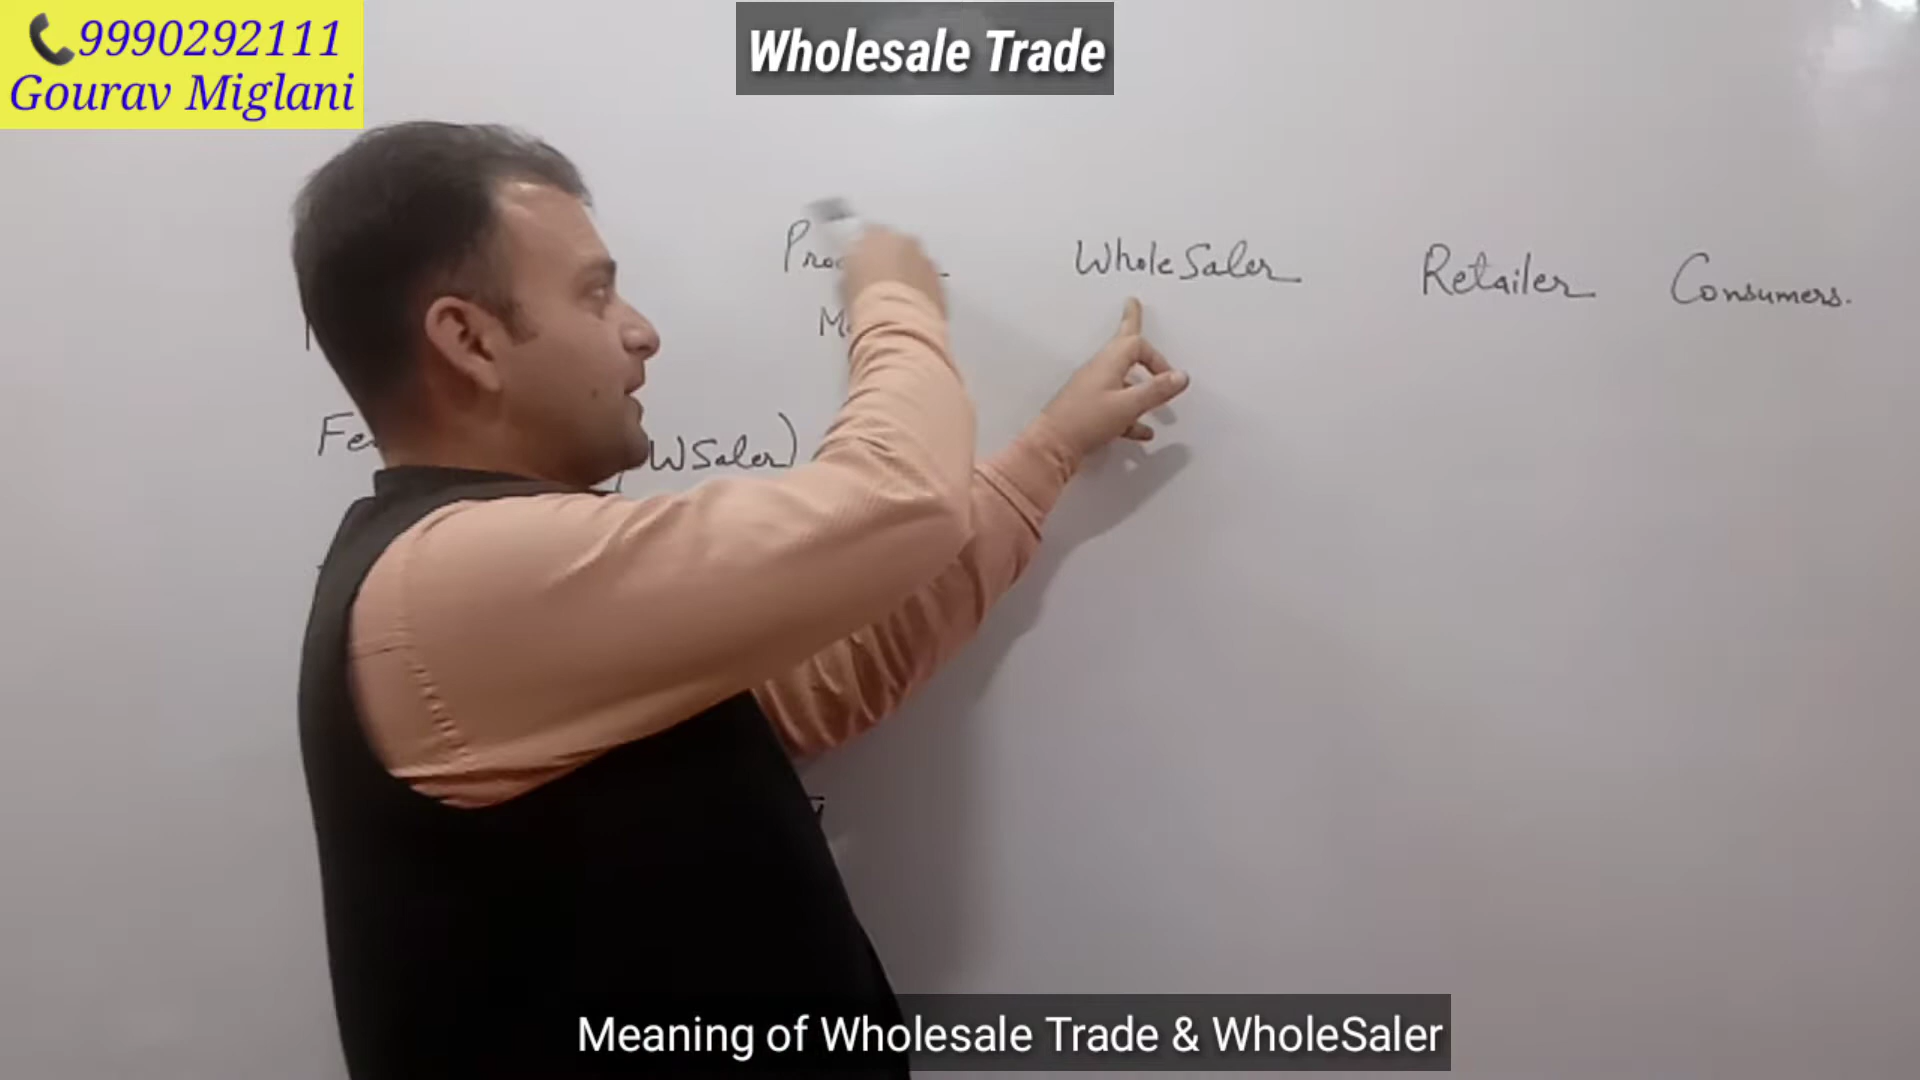 9990292111
Gourav Miglani
Wholesale Trade
WholeSaler Retailer Consumers.
(WSaler)
Meaning of Wholesale Trade & WholeSaler